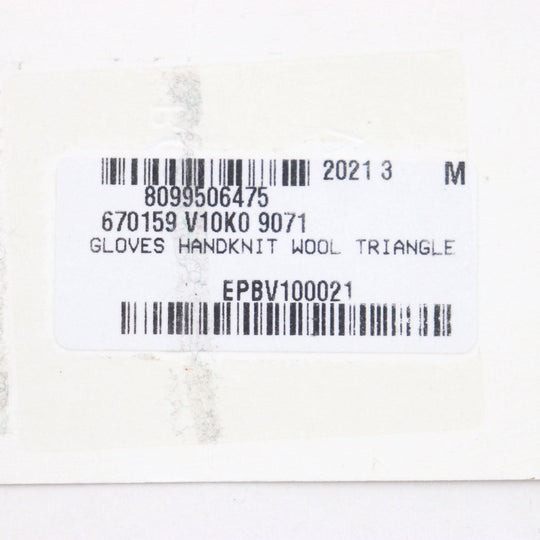 2021 3 M
8099506475
670159 V10K0 9071
GLOVES HANDKNIT WOOL TRIANGLE
EPBV100021